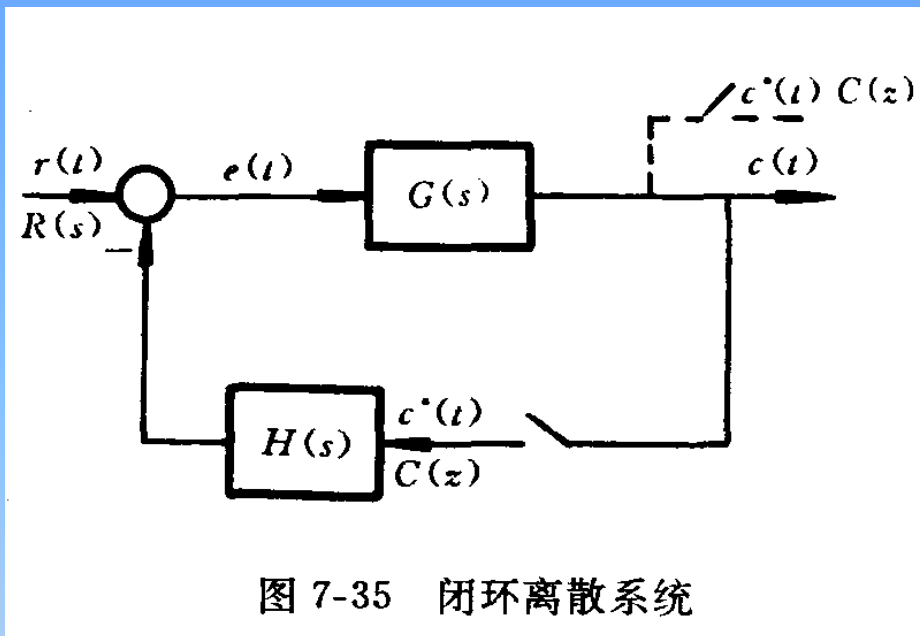 c*(t) C(z)
r(t)
e(t)
G(s)
c(t)
R(s)
−
H(s)
c*(t)
C(z)
图 7-35 闭环离散系统